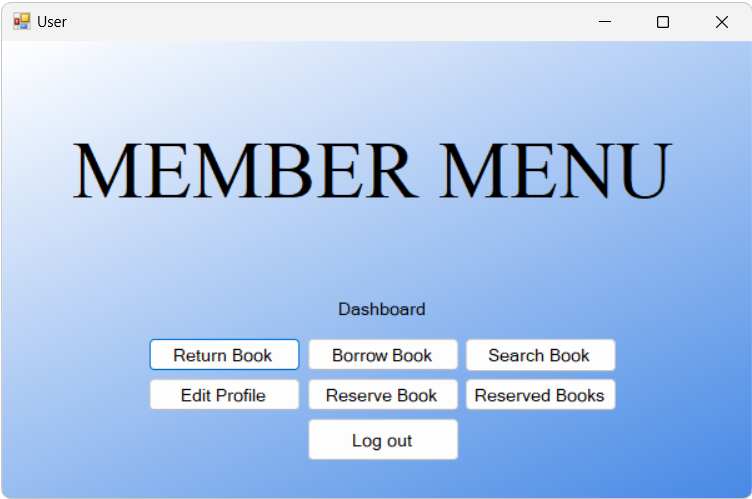 User
MEMBER MENU
Dashboard
Return Book Borrow Book Search Book
Edit Profile Reserve Book Reserved Books
Log out